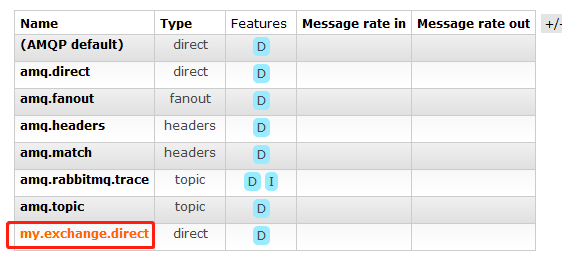 Name Type Features Message rate in Message rate out +/-
(AMQP default) direct D
amq.direct direct D
amq.fanout fanout D
amq.headers headers D
amq.match headers D
amq.rabbitmq.trace topic D I
amq.topic topic D
my.exchange.direct direct D